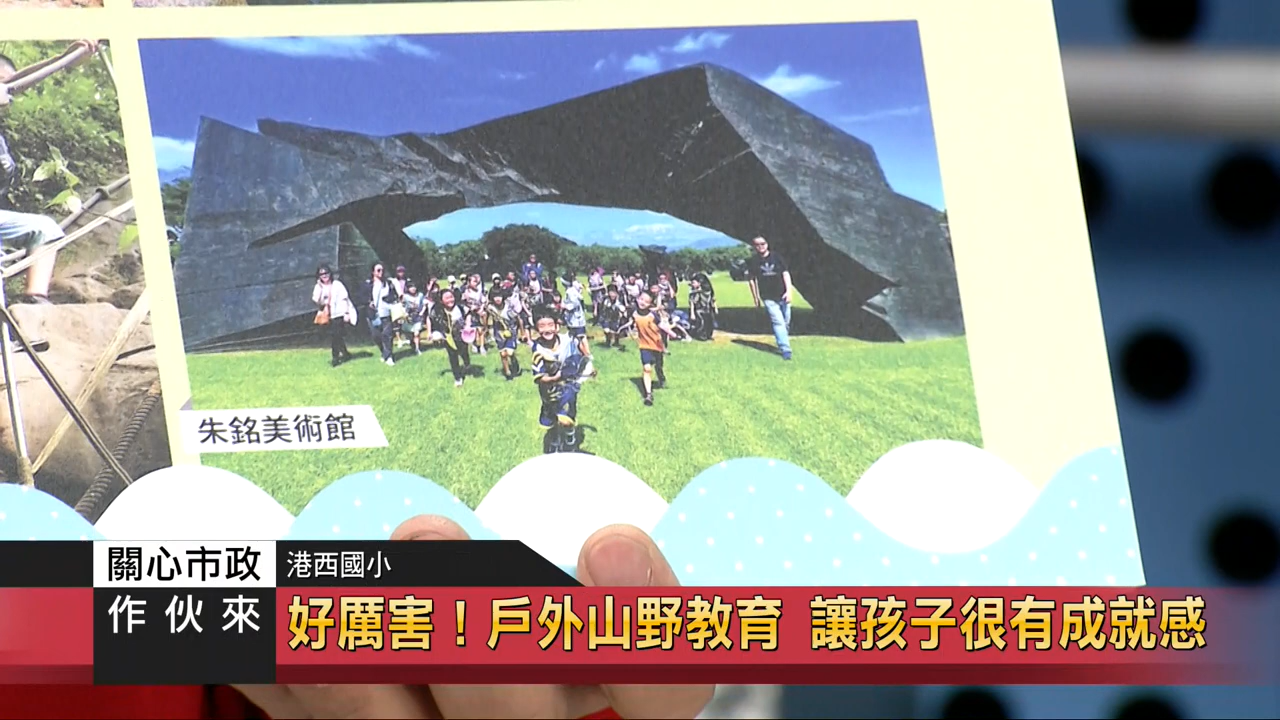 朱銘美術館
關心市政
港西國小
作伙來
好厲害！戶外山野教育 讓孩子很有成就感